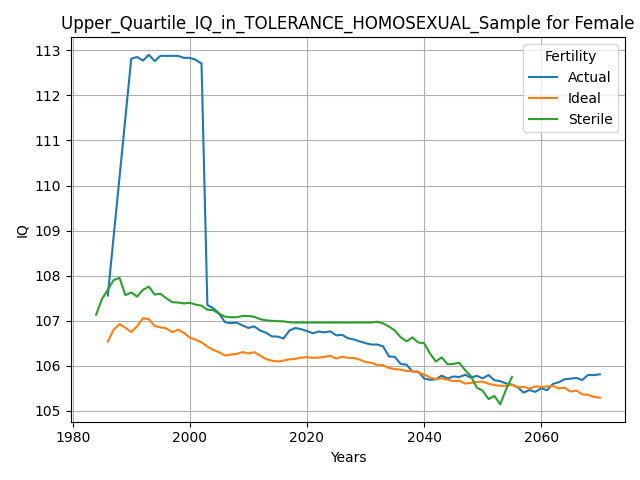 Upper_Quartile_IQ_in_TOLERANCE_HOMOSEXUAL_Sample for Female
Fertility
Actual
Ideal
Sterile
IQ
113
112
111
110
109
108
107
106
105
1980
2000
2020
2040
2060
Years